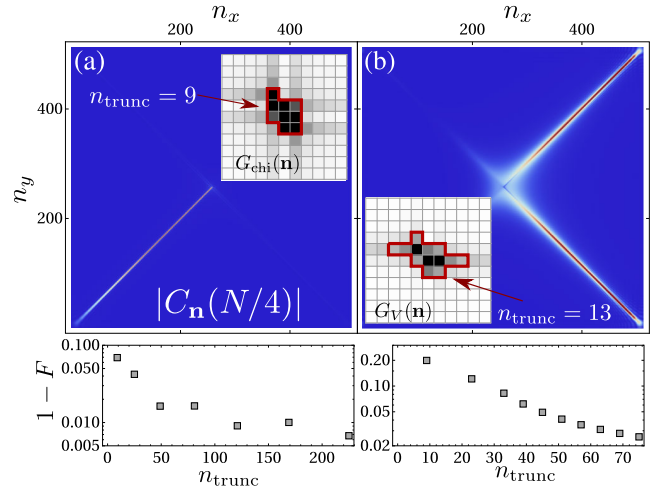 n_x n_x
200 400 200 400
(a) (b)
n_trunc = 9
G_chi(n)
n_y
400
200
|C_n(N/4)|
G_V(n)
n_trunc = 13
1 − F
0.100
0.010
0.005
0 50 100 150 200
n_trunc
0.20
0.10
0.05
0.02
0 10 20 30 40 50 60 70
n_trunc